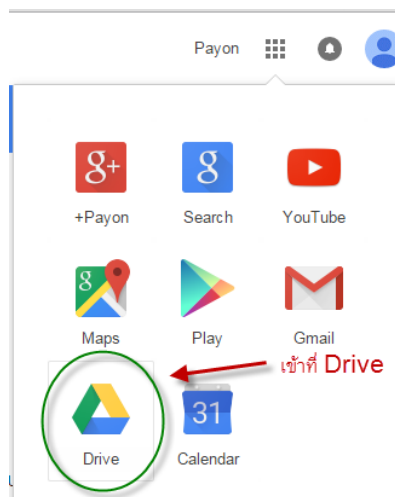 Payon
g+
g
+Payon
Search
YouTube
g
Maps
Play
Gmail
เข้าที่ Drive
31
Drive
Calendar